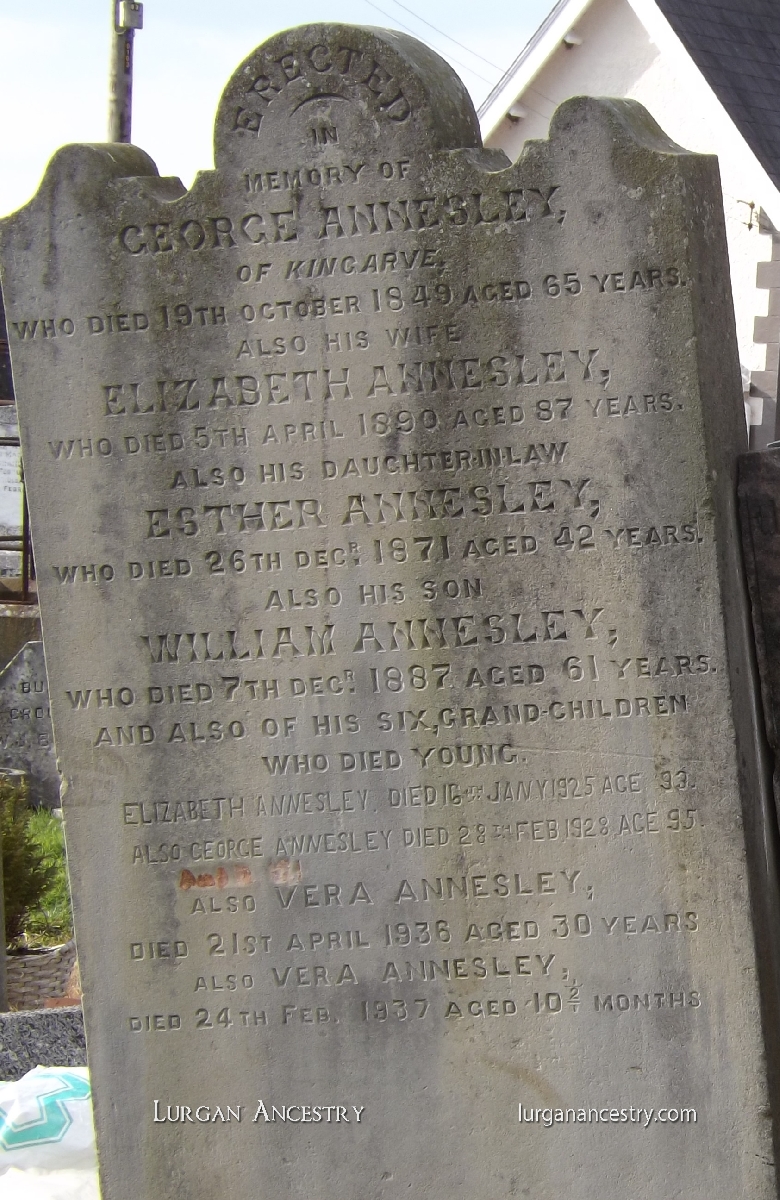 ERECTED
IN
MEMORY OF
GEORGE ANNESLEY,
OF KINGARVE,
WHO DIED 19TH OCTOBER 1849 AGED 65 YEARS.
ALSO HIS WIFE
ELIZABETH ANNESLEY,
WHO DIED 5TH APRIL 1890 AGED 87 YEARS.
ALSO HIS DAUGHTER-IN-LAW
ESTHER ANNESLEY,
WHO DIED 26TH DECR. 1871 AGED 42 YEARS.
ALSO HIS SON
WILLIAM ANNESLEY,
WHO DIED 7TH DECR. 1887 AGED 61 YEARS.
AND ALSO OF HIS SIX, GRAND-CHILDREN
WHO DIED YOUNG.
ELIZABETH ANNESLEY, DIED 16TH JANY 1925 AGE 93.
ALSO GEORGE ANNESLEY DIED 28TH FEB, 1928, AGE 95.
ALSO VERA ANNESLEY,
DIED 21ST APRIL 1936 AGED 30 YEARS
ALSO VERA ANNESLEY,
DIED 24TH FEB. 1937 AGED 10½ MONTHS
LURGAN ANCESTRY
lurganancestry.com